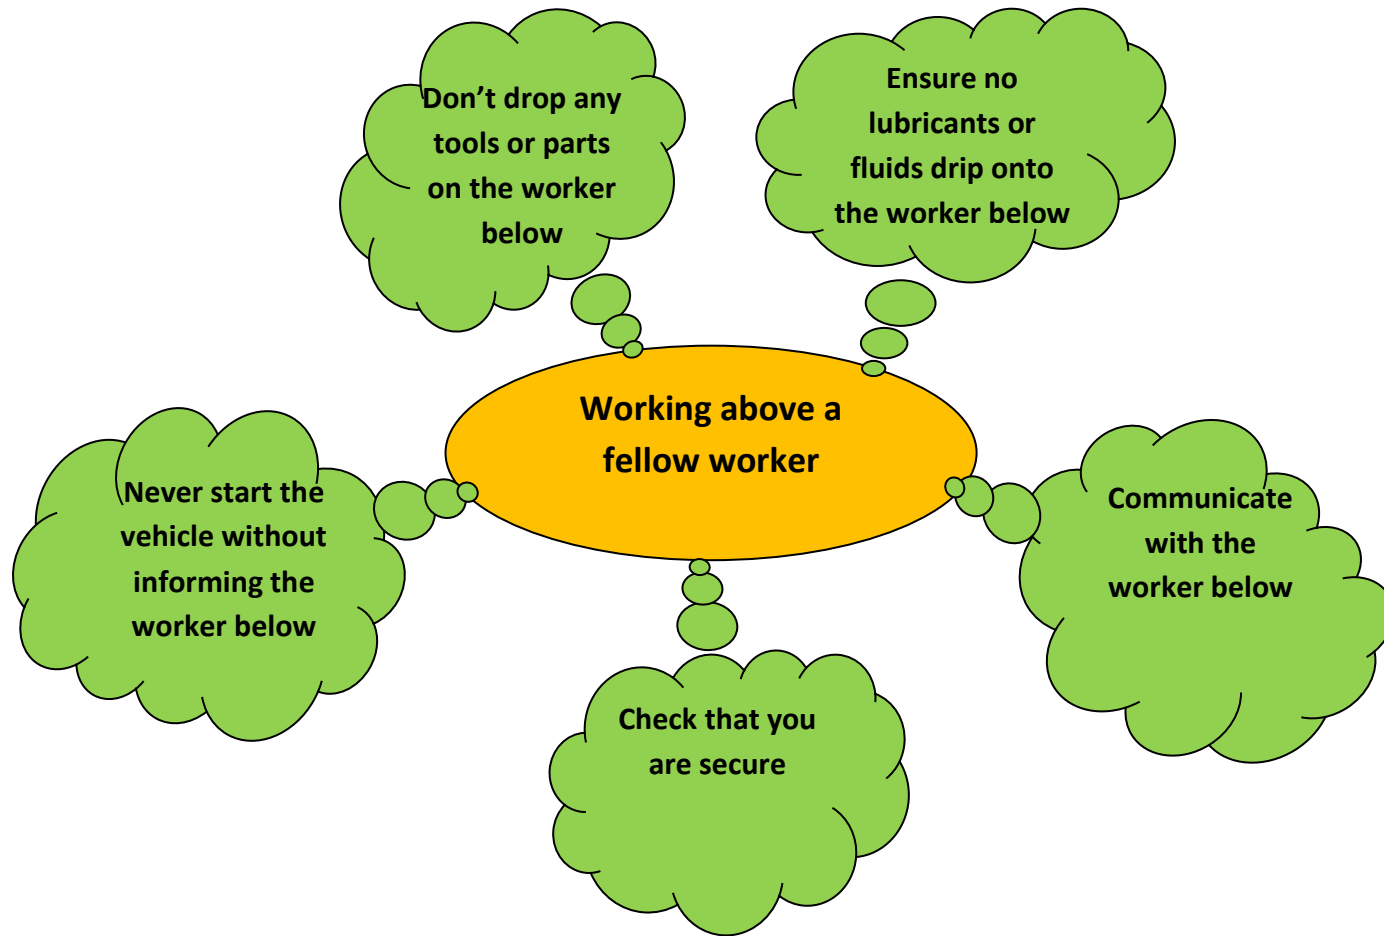 Don’t drop any
tools or parts
on the worker
below
Ensure no
lubricants or
fluids drip onto
the worker below
Working above a
fellow worker
Never start the
vehicle without
informing the
worker below
Communicate
with the
worker below
Check that you
are secure